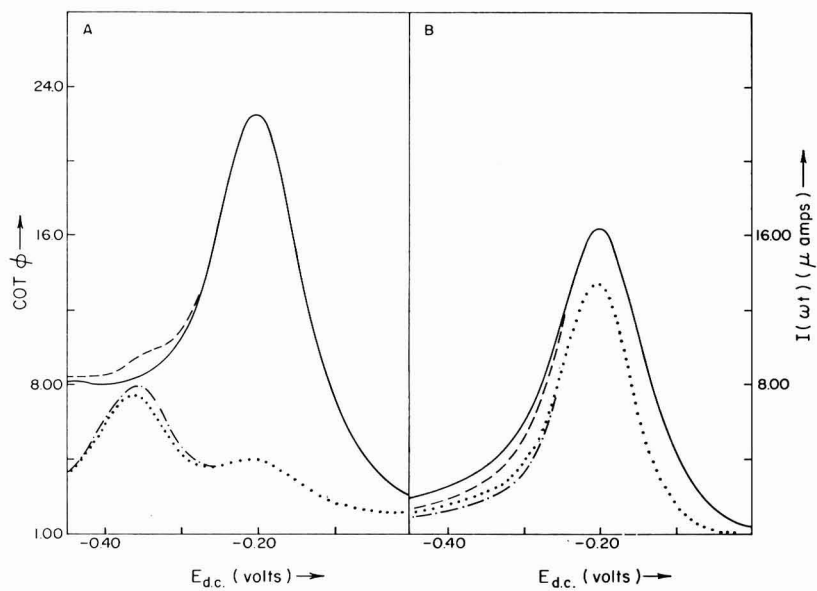 A
B
24.0
16.0
8.00
1.00
COT ϕ →
16.00
8.00
I(ωt) (μ amps) →
-0.40
-0.20
-0.40
-0.20
E d.c. (volts) →
E d.c. (volts) →